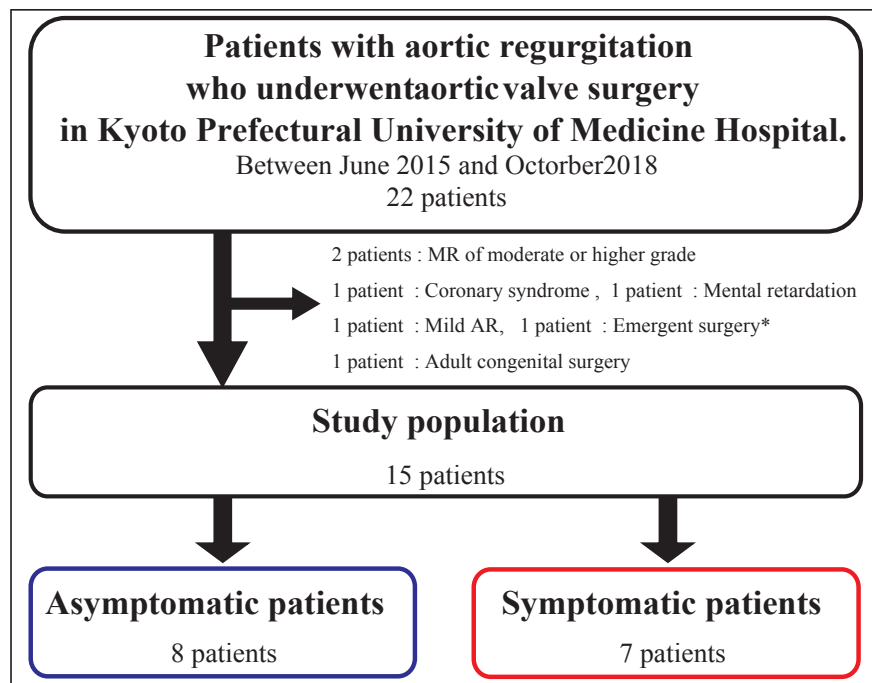 Patients with aortic regurgitation
who underwentaorticvalve surgery
in Kyoto Prefectural University of Medicine Hospital.
Between June 2015 and Octorber2018
22 patients
2 patients : MR of moderate or higher grade
1 patient : Coronary syndrome , 1 patient : Mental retardation
1 patient : Mild AR, 1 patient : Emergent surgery*
1 patient : Adult congenital surgery
Study population
15 patients
Asymptomatic patients
8 patients
Symptomatic patients
7 patients